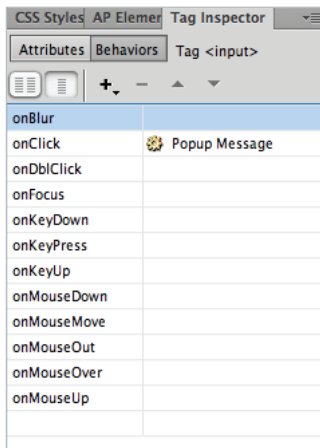 CSS Styles AP Elemer Tag Inspector
Attributes Behaviors Tag <input>
onBlur
onClick Popup Message
onDblClick
onFocus
onKeyDown
onKeyPress
onKeyUp
onMouseDown
onMouseMove
onMouseOut
onMouseOver
onMouseUp